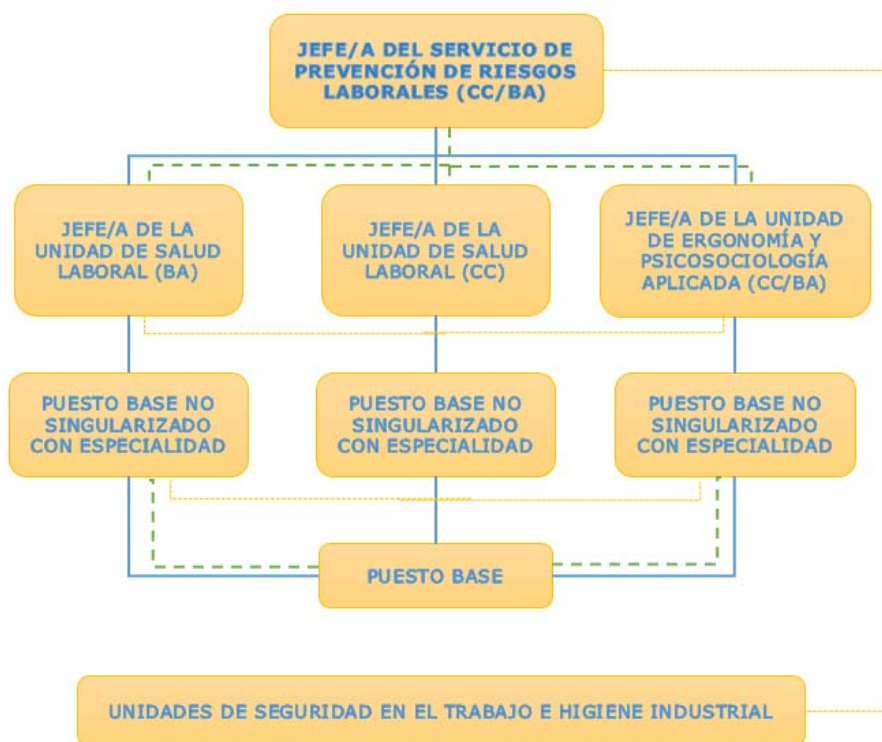 JEFE/A DEL SERVICIO DE
PREVENCIÓN DE RIESGOS
LABORALES (CC/BA)
JEFE/A DE LA
UNIDAD DE SALUD
LABORAL (BA)
JEFE/A DE LA
UNIDAD DE SALUD
LABORAL (CC)
JEFE/A DE LA UNIDAD
DE ERGONOMÍA Y
PSICOSOCIOLOGÍA
APLICADA (CC/BA)
PUESTO BASE NO
SINGULARIZADO
CON ESPECIALIDAD
PUESTO BASE NO
SINGULARIZADO
CON ESPECIALIDAD
PUESTO BASE NO
SINGULARIZADO
CON ESPECIALIDAD
PUESTO BASE
UNIDADES DE SEGURIDAD EN EL TRABAJO E HIGIENE INDUSTRIAL